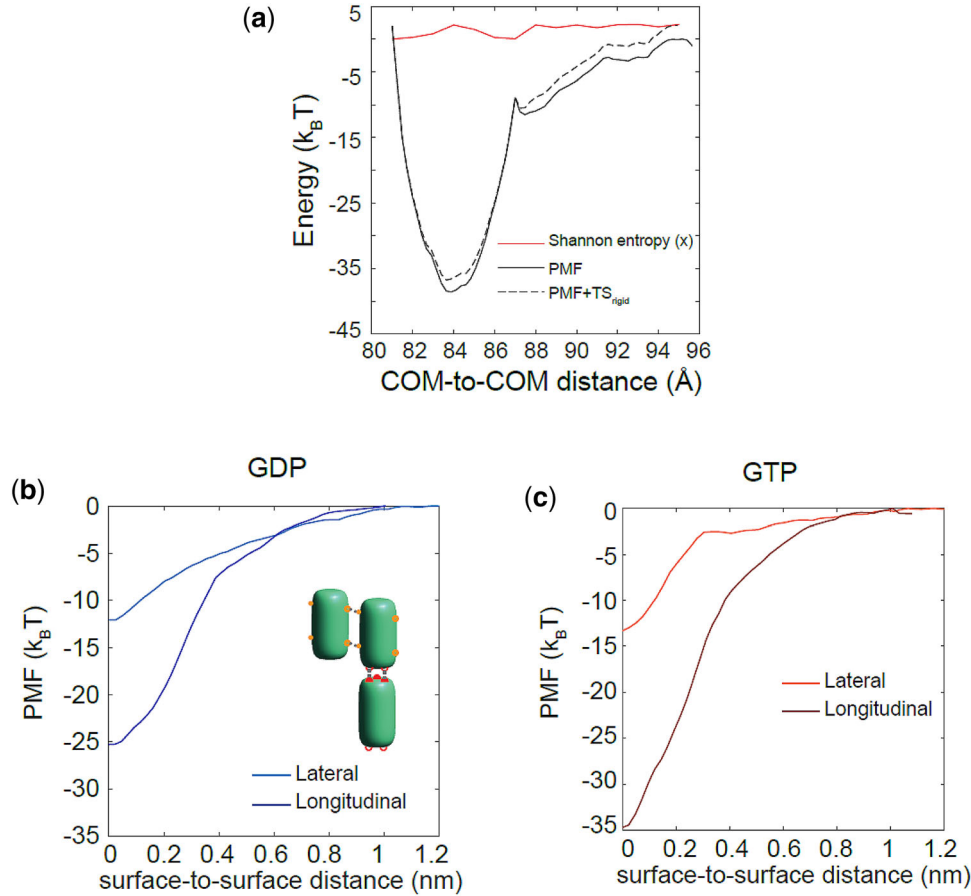 (a)
5
-5
-15
-25
-35
-45
Energy (k_BT)
Shannon entropy (x)
PMF
PMF+TS_rigid
80 82 84 86 88 90 92 94 96
COM-to-COM distance (Å)
(b)
GDP
0
-5
-10
-15
-20
-25
-30
-35
PMF (k_BT)
Lateral
Longitudinal
0 0.2 0.4 0.6 0.8 1 1.2
surface-to-surface distance (nm)
(c)
GTP
0
-5
-10
-15
-20
-25
-30
-35
PMF (k_BT)
Lateral
Longitudinal
0 0.2 0.4 0.6 0.8 1 1.2
surface-to-surface distance (nm)